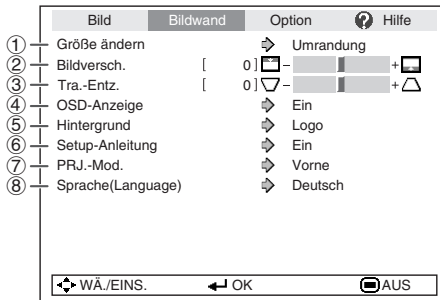 Bild Bildwand Option Hilfe
① Größe ändern Umrandung
② Bildversch. [ 0 ] – +
③ Tra.-Entz. [ 0 ] – +
④ OSD-Anzeige Ein
⑤ Hintergrund Logo
⑥ Setup-Anleitung Ein
⑦ PRJ.-Mod. Vorne
⑧ Sprache(Language) Deutsch
WÄ./EINS. OK AUS